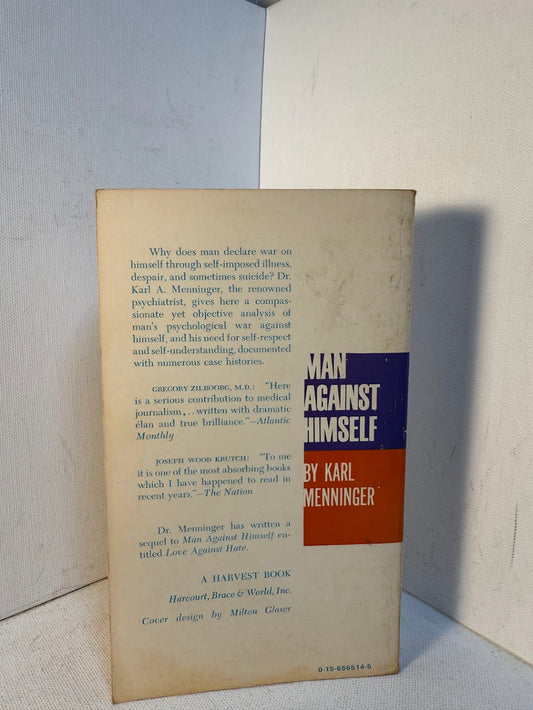 Why does man declare war on
himself through self-imposed illness,
despair, and sometimes suicide? Dr.
Karl A. Menninger, the renowned
psychiatrist, gives here a compas-
sionate yet objective analysis of
man's psychological war against
himself, and his need for self-respect
and self-understanding, documented
with numerous case histories.
GREGORY ZILBOORG, M.D.: "Here
is a serious contribution to medical
journalism, . . written with dramatic
élan and true brilliance."—Atlantic
Monthly
JOSEPH WOOD KRUTCH: "To me
it is one of the most absorbing books
which I have happened to read in
recent years."—The Nation
Dr. Menninger has written a
sequel to Man Against Himself en-
titled Love Against Hate.
A HARVEST BOOK
Harcourt, Brace & World, Inc.
Cover design by Milton Glaser
MAN
AGAINST
HIMSELF
BY KARL
MENNINGER
0-15-656514-5